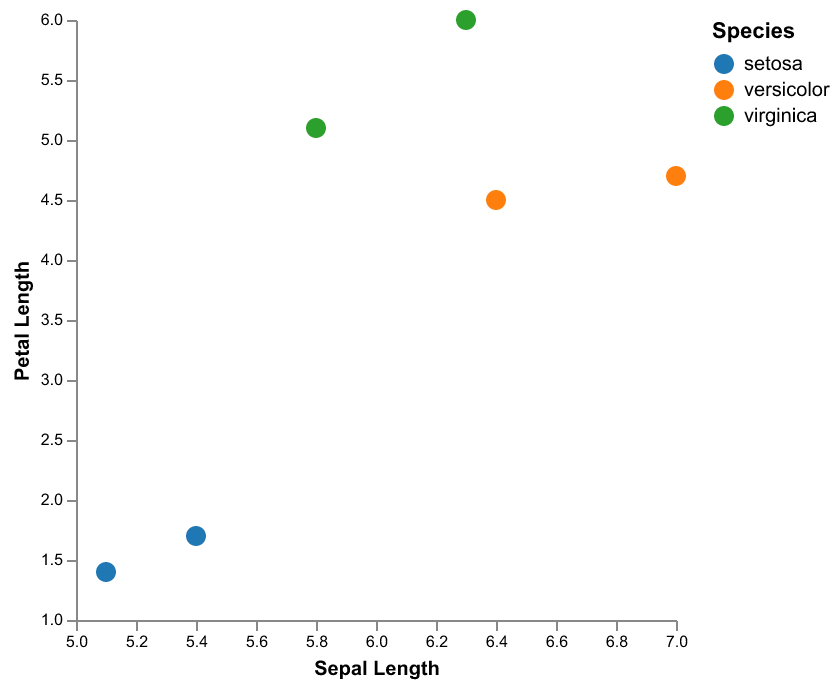 Species
setosa
versicolor
virginica
Petal Length
6.0
5.5
5.0
4.5
4.0
3.5
3.0
2.5
2.0
1.5
1.0
5.0 5.2 5.4 5.6 5.8 6.0 6.2 6.4 6.6 6.8 7.0
Sepal Length